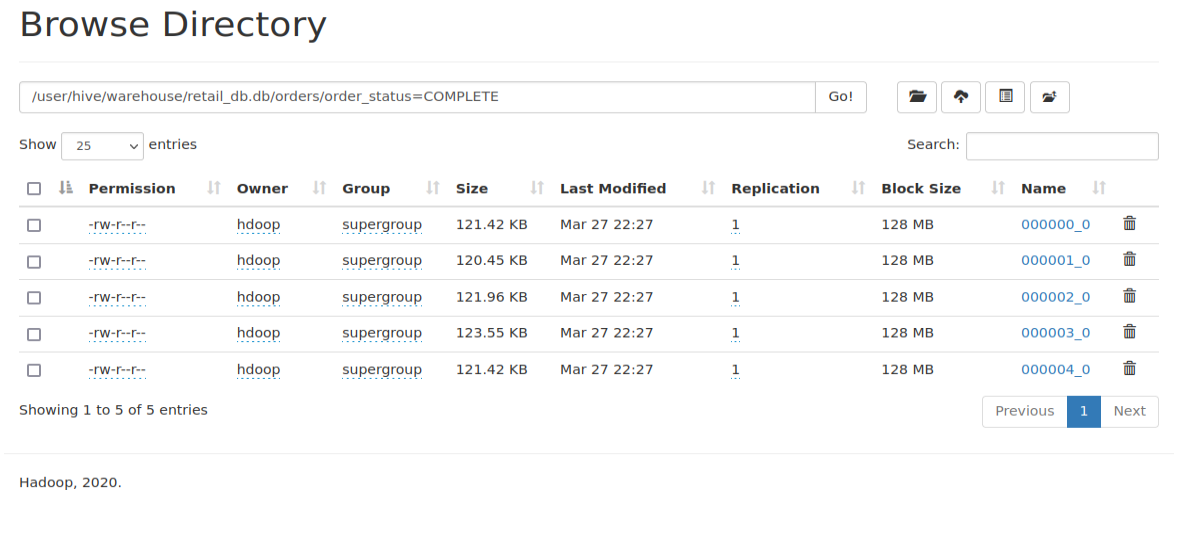 Browse Directory
/user/hive/warehouse/retail_db.db/orders/order_status=COMPLETE Go!
Show 25 entries Search:
Permission Owner Group Size Last Modified Replication Block Size Name
-rw-r--r-- hdoop supergroup 121.42 KB Mar 27 22:27 1 128 MB 000000_0
-rw-r--r-- hdoop supergroup 120.45 KB Mar 27 22:27 1 128 MB 000001_0
-rw-r--r-- hdoop supergroup 121.96 KB Mar 27 22:27 1 128 MB 000002_0
-rw-r--r-- hdoop supergroup 123.55 KB Mar 27 22:27 1 128 MB 000003_0
-rw-r--r-- hdoop supergroup 121.42 KB Mar 27 22:27 1 128 MB 000004_0
Showing 1 to 5 of 5 entries Previous 1 Next
Hadoop, 2020.